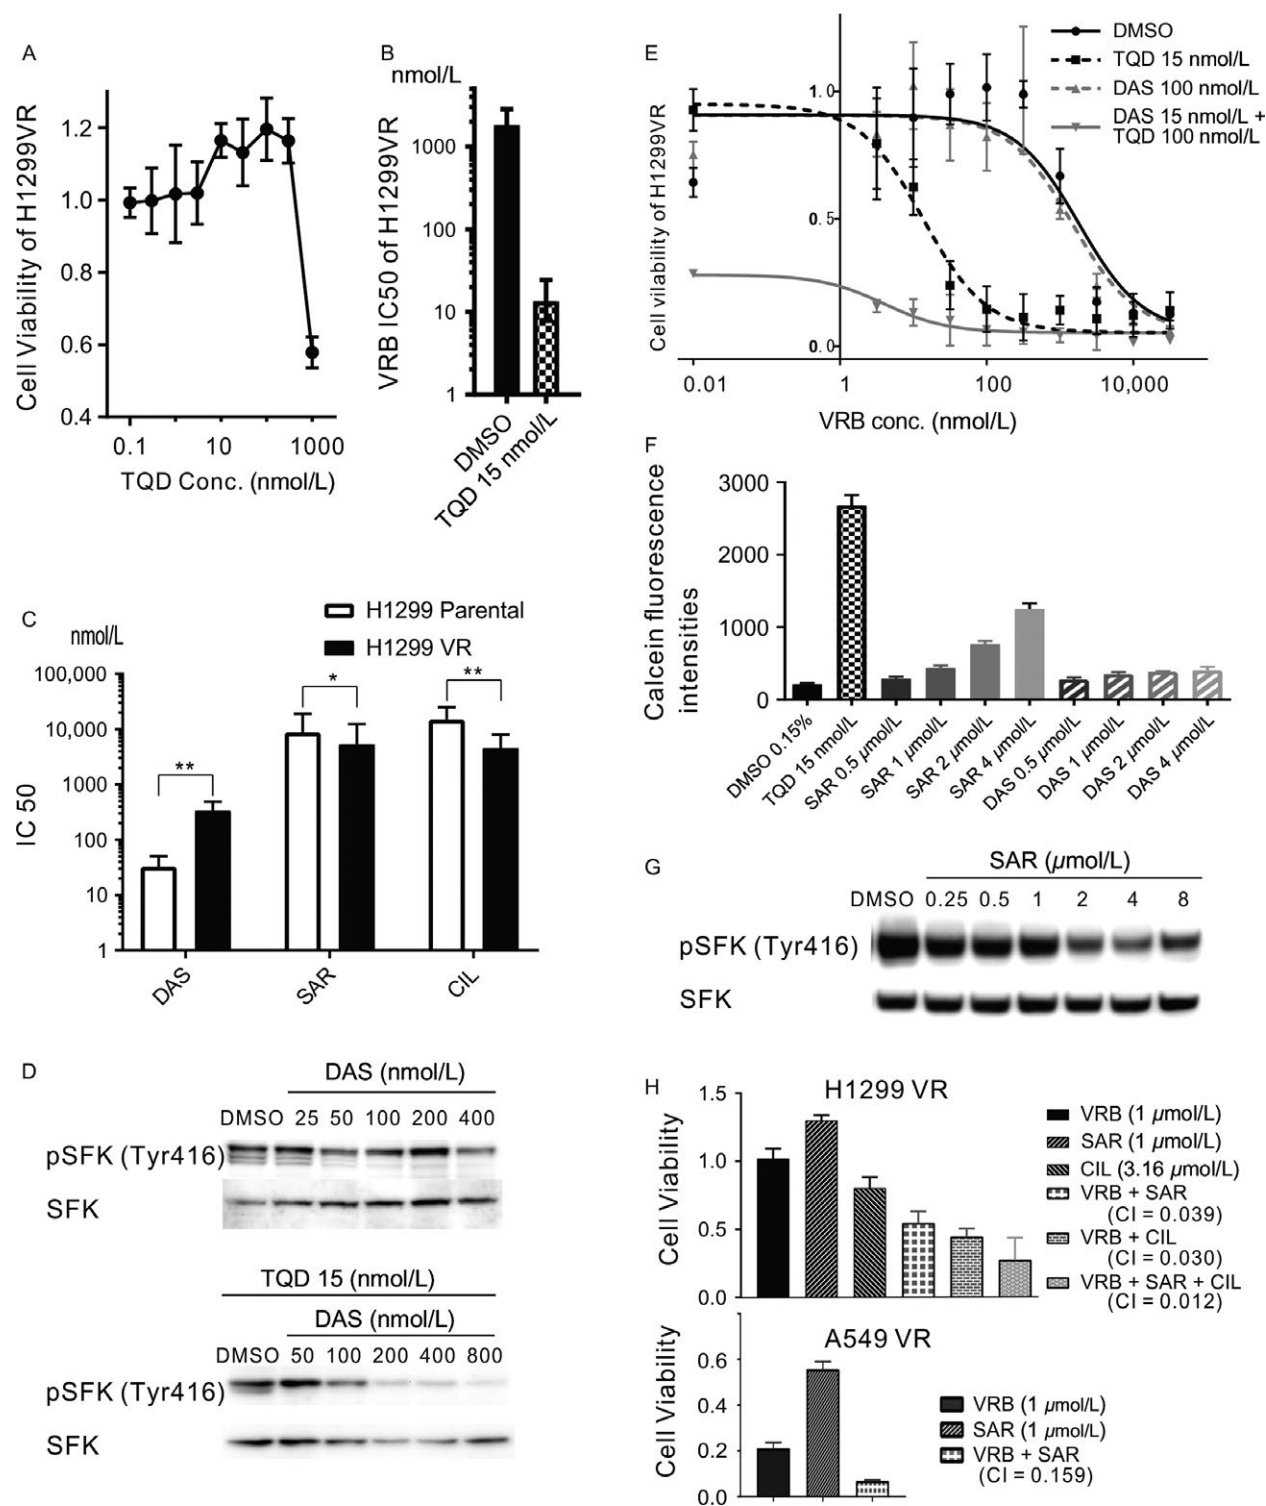 A
Cell Viability of H1299VR
1.2
1.0
0.8
0.6
0.4
0.1
10
1000
TQD Conc. (nmol/L)
B
nmol/L
VRB IC50 of H1299VR
1000
100
10
1
DMSO
TQD 15 nmol/L
E
Cell vilability of H1299VR
1.0
0.5
0.0
0.01
1
100
10,000
VRB conc. (nmol/L)
DMSO
TQD 15 nmol/L
DAS 100 nmol/L
DAS 15 nmol/L +
TQD 100 nmol/L
C
nmol/L
H1299 Parental
H1299 VR
IC 50
100,000
10,000
1000
100
10
1
**
*
**
DAS
SAR
CIL
F
Calcein fluorescence
intensities
3000
2000
1000
0
DMSO 0.15%
TQD 15 nmol/L
SAR 0.5 µmol/L
SAR 1 µmol/L
SAR 2 µmol/L
SAR 4 µmol/L
DAS 0.5 µmol/L
DAS 1 µmol/L
DAS 2 µmol/L
DAS 4 µmol/L
G
SAR (µmol/L)
DMSO 0.25 0.5 1 2 4 8
pSFK (Tyr416)
SFK
D
DAS (nmol/L)
DMSO 25 50 100 200 400
pSFK (Tyr416)
SFK
TQD 15 (nmol/L)
DAS (nmol/L)
DMSO 50 100 200 400 800
pSFK (Tyr416)
SFK
H
H1299 VR
Cell Viability
1.5
1.0
0.5
0.0
VRB (1 µmol/L)
SAR (1 µmol/L)
CIL (3.16 µmol/L)
VRB + SAR
(CI = 0.039)
VRB + CIL
(CI = 0.030)
VRB + SAR + CIL
(CI = 0.012)
A549 VR
Cell Viability
0.6
0.4
0.2
0.0
VRB (1 µmol/L)
SAR (1 µmol/L)
VRB + SAR
(CI = 0.159)